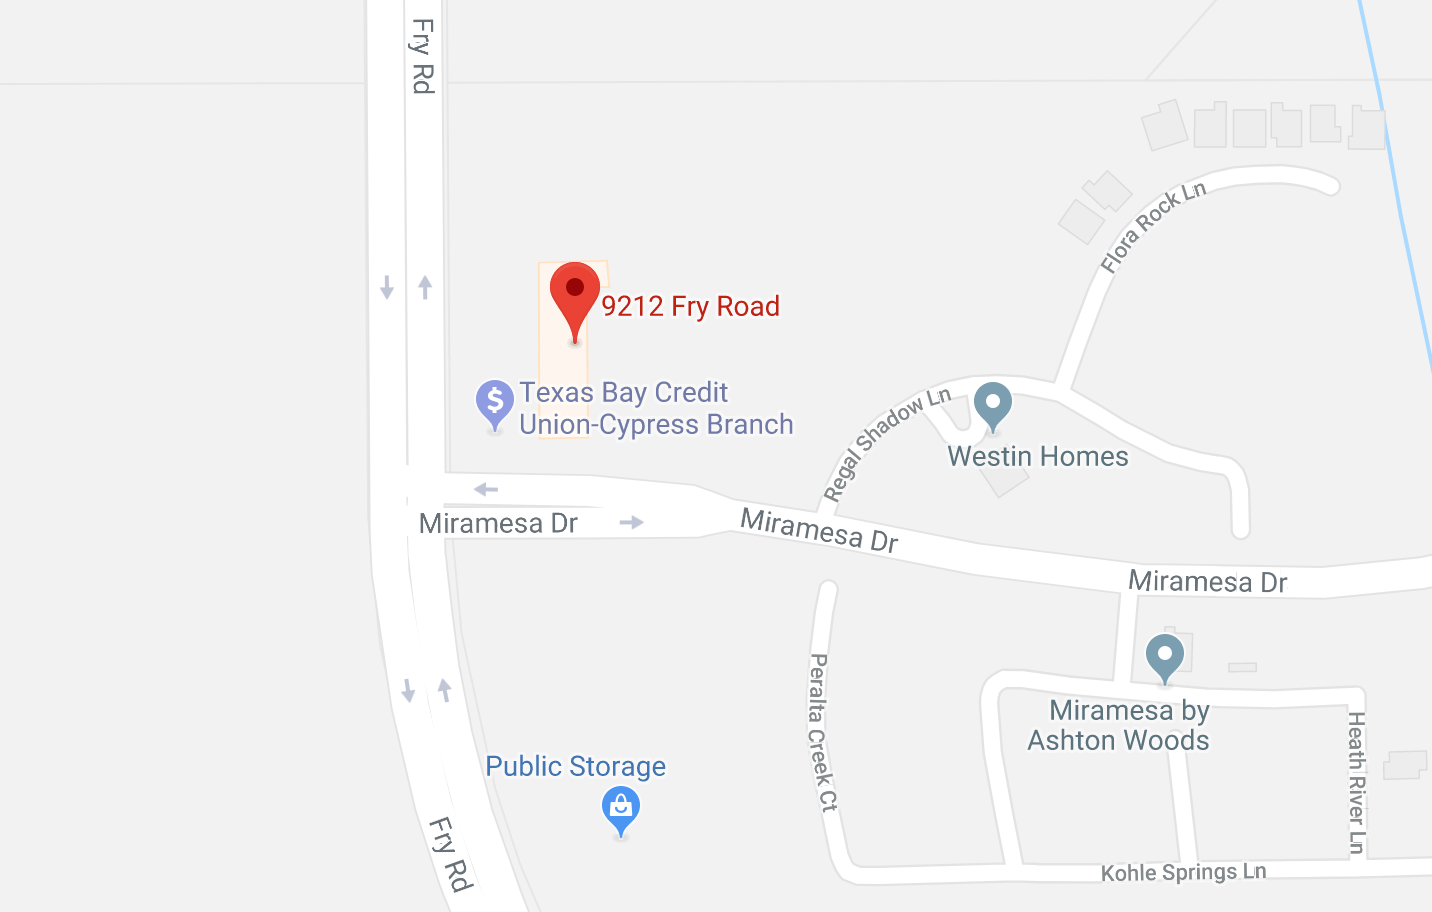 Fry Rd
Flora Rock Ln
9212 Fry Road
Texas Bay Credit
Union-Cypress Branch
Regal Shadow Ln
Westin Homes
Miramesa Dr
Miramesa Dr
Miramesa Dr
Peralta Creek Ct
Miramesa by
Ashton Woods
Heath River Ln
Public Storage
Fry Rd
Kohle Springs Ln